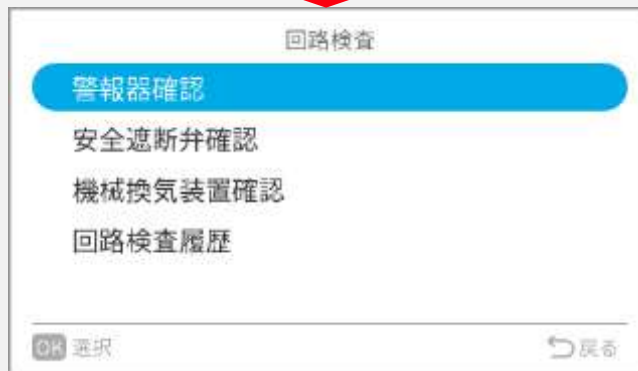 回路検査
警報器確認
安全遮断弁確認
機械換気装置確認
回路検査履歴
OK 選択 戻る